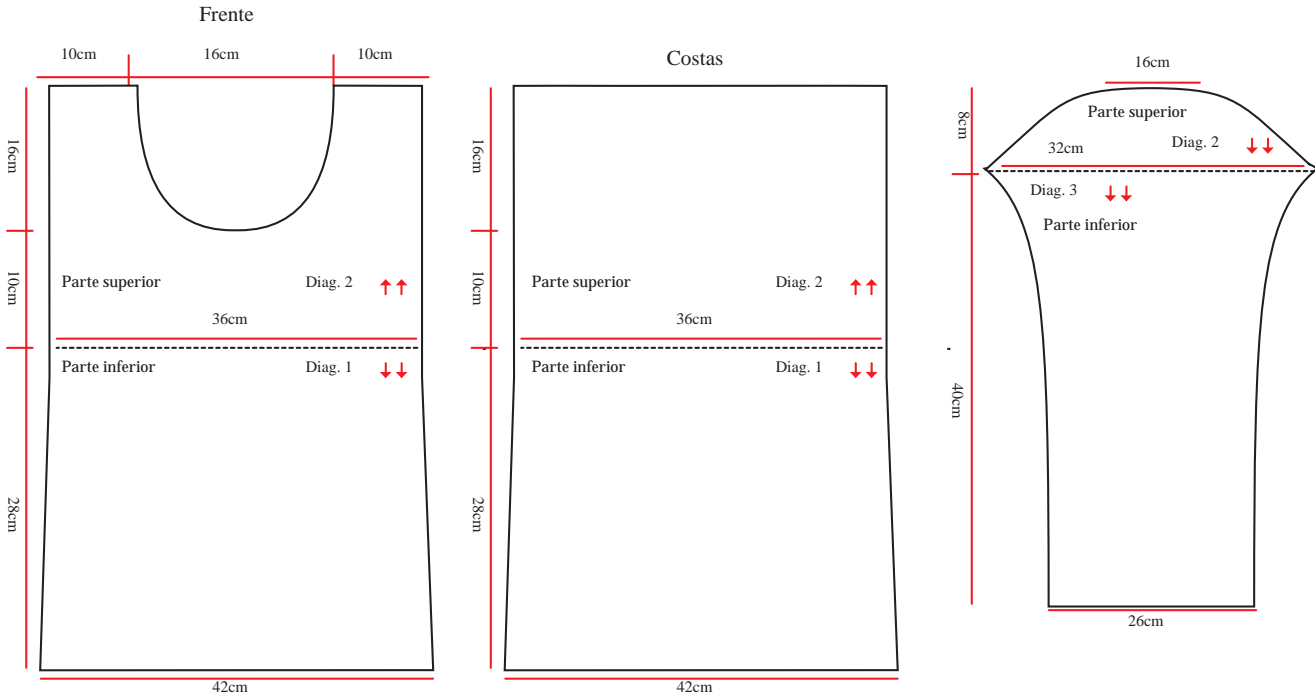 Frente
10cm
16cm
10cm
16cm
10cm
28cm
Parte superior
Diag. 2
36cm
Parte inferior
Diag. 1
42cm
Costas
16cm
10cm
28cm
Parte superior
Diag. 2
36cm
Parte inferior
Diag. 1
42cm
16cm
8cm
Parte superior
Diag. 2
32cm
Diag. 3
Parte inferior
40cm
26cm